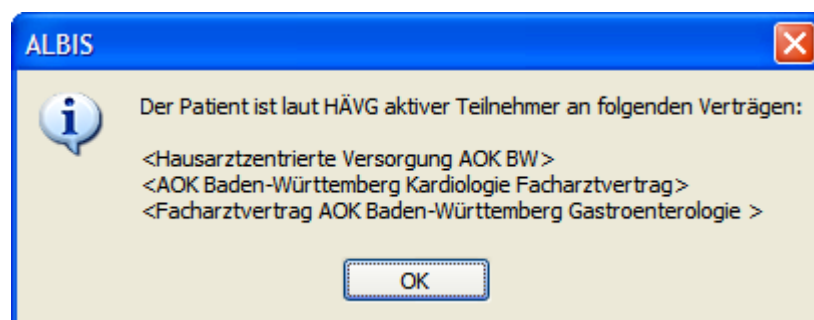 ALBIS
Der Patient ist laut HÄVG aktiver Teilnehmer an folgenden Verträgen:
<Hausarztzentrierte Versorgung AOK BW>
<AOK Baden-Württemberg Kardiologie Facharztvertrag>
<Facharztvertrag AOK Baden-Württemberg Gastroenterologie >
OK